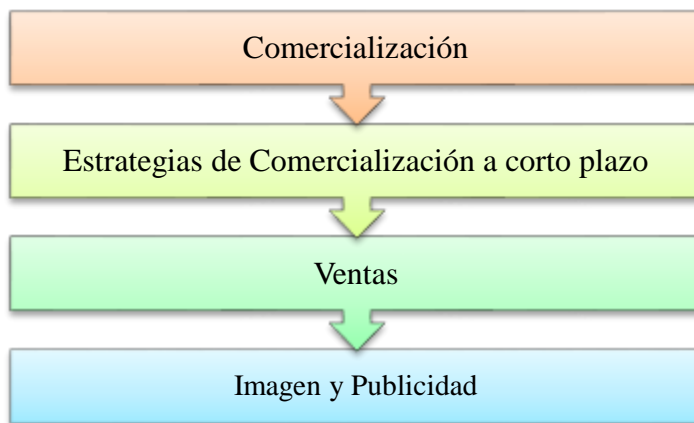 Comercialización
Estrategias de Comercialización a corto plazo
Ventas
Imagen y Publicidad